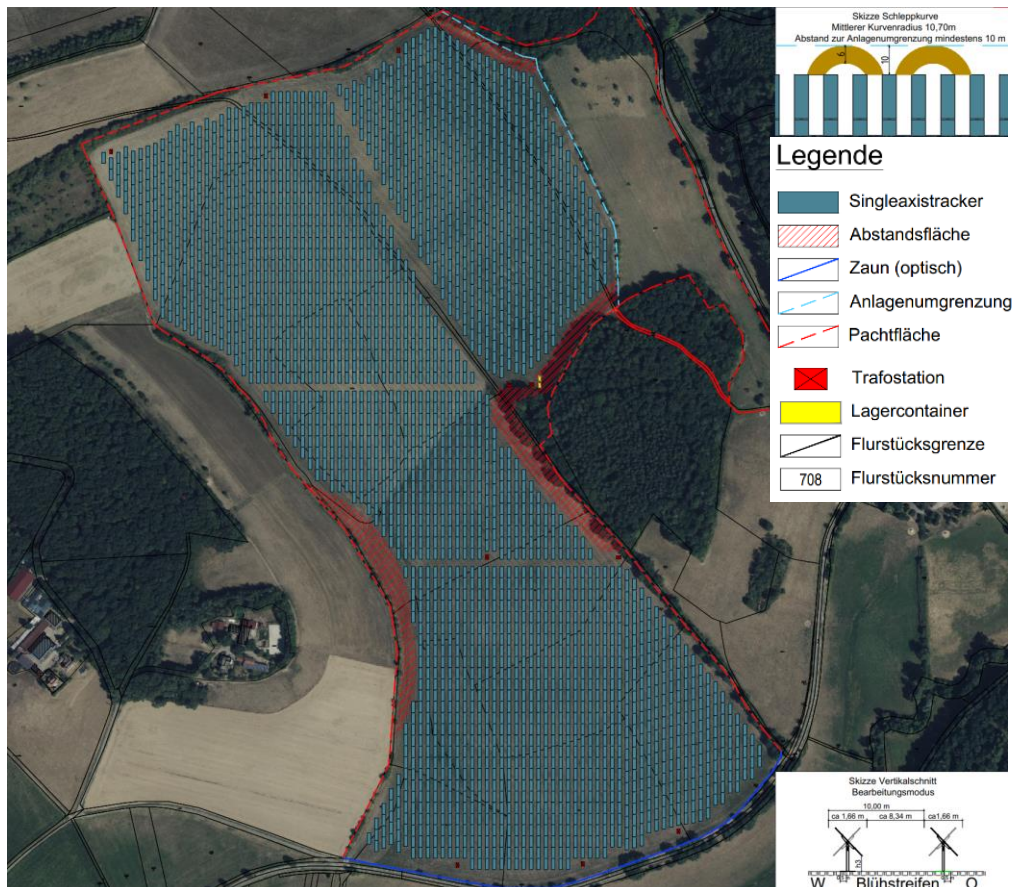 Skizze Schleppkurve
Mittlerer Kurvenradius 10,70m
Abstand zur Anlagenumgrenzung mindestens 10 m
6
10
Legende
Singleaxistracker
Abstandsfläche
Zaun (optisch)
Anlagenumgrenzung
Pachtfläche
Trafostation
Lagercontainer
Flurstücksgrenze
708 Flurstücksnummer
Skizze Vertikalschnitt
Bearbeitungsmodus
10,00 m
ca 1,66 m ca 8,34 m ca1,66 m
h3
W Blühstreifen O